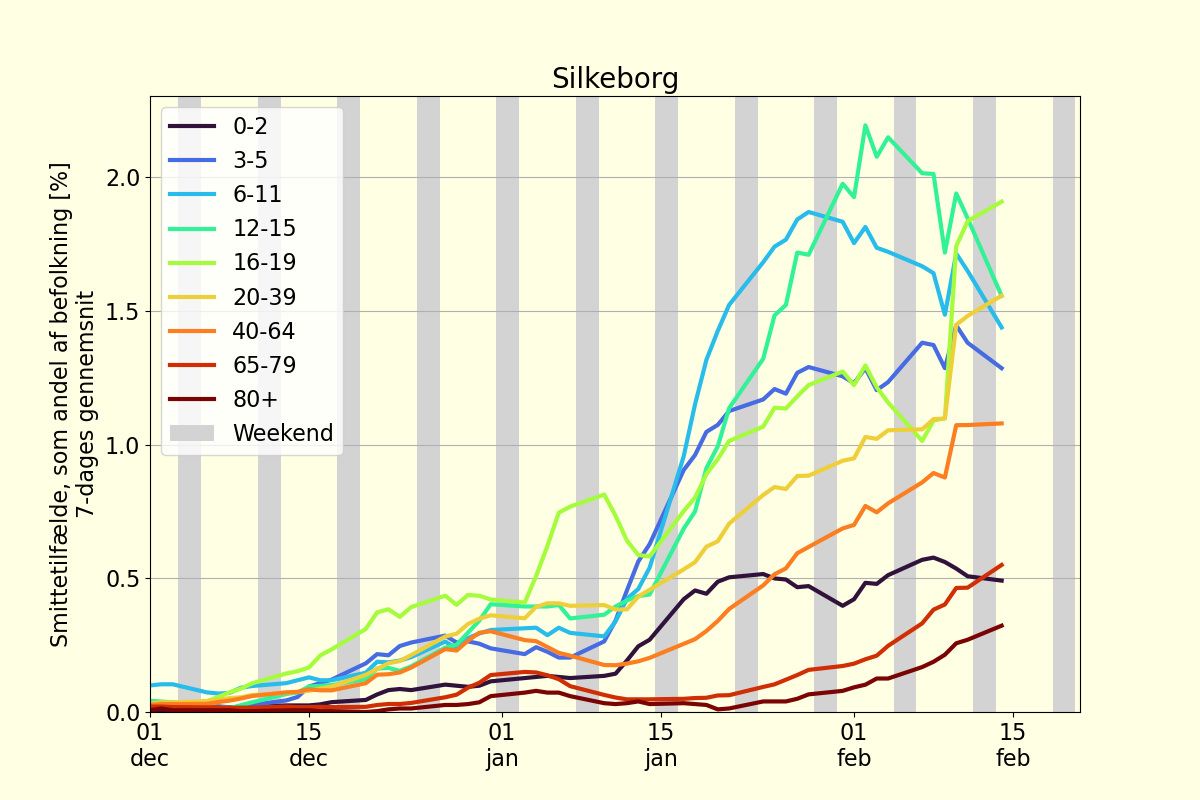 Silkeborg
Smittetilfælde, som andel af befolkning [%]
7-dages gennemsnit
2.0
1.5
1.0
0.5
0.0
0-2
3-5
6-11
12-15
16-19
20-39
40-64
65-79
80+
Weekend
01 15 01 15 01 15
dec dec jan jan feb feb